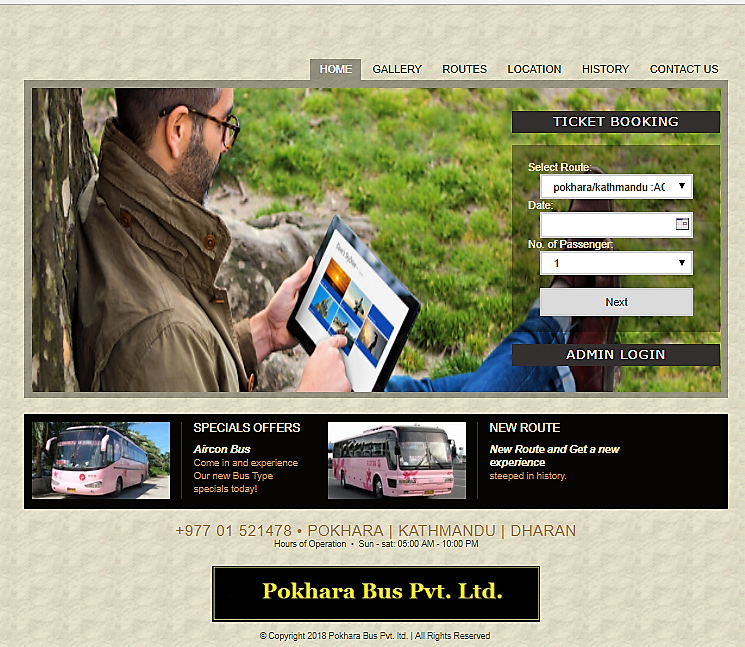 HOME GALLERY ROUTES LOCATION HISTORY CONTACT US
TICKET BOOKING
Select Route:
pokhara/kathmandu :AC
Date:
No. of Passenger:
1
Next
ADMIN LOGIN
SPECIALS OFFERS
Aircon Bus
Come in and experience
Our new Bus Type
specials today!
NEW ROUTE
New Route and Get a new
experience
steeped in history.
+977 01 521478 • POKHARA | KATHMANDU | DHARAN
Hours of Operation • Sun - sat: 05:00 AM - 10:00 PM
Pokhara Bus Pvt. Ltd.
© Copyright 2018 Pokhara Bus Pvt. ltd. | All Rights Reserved